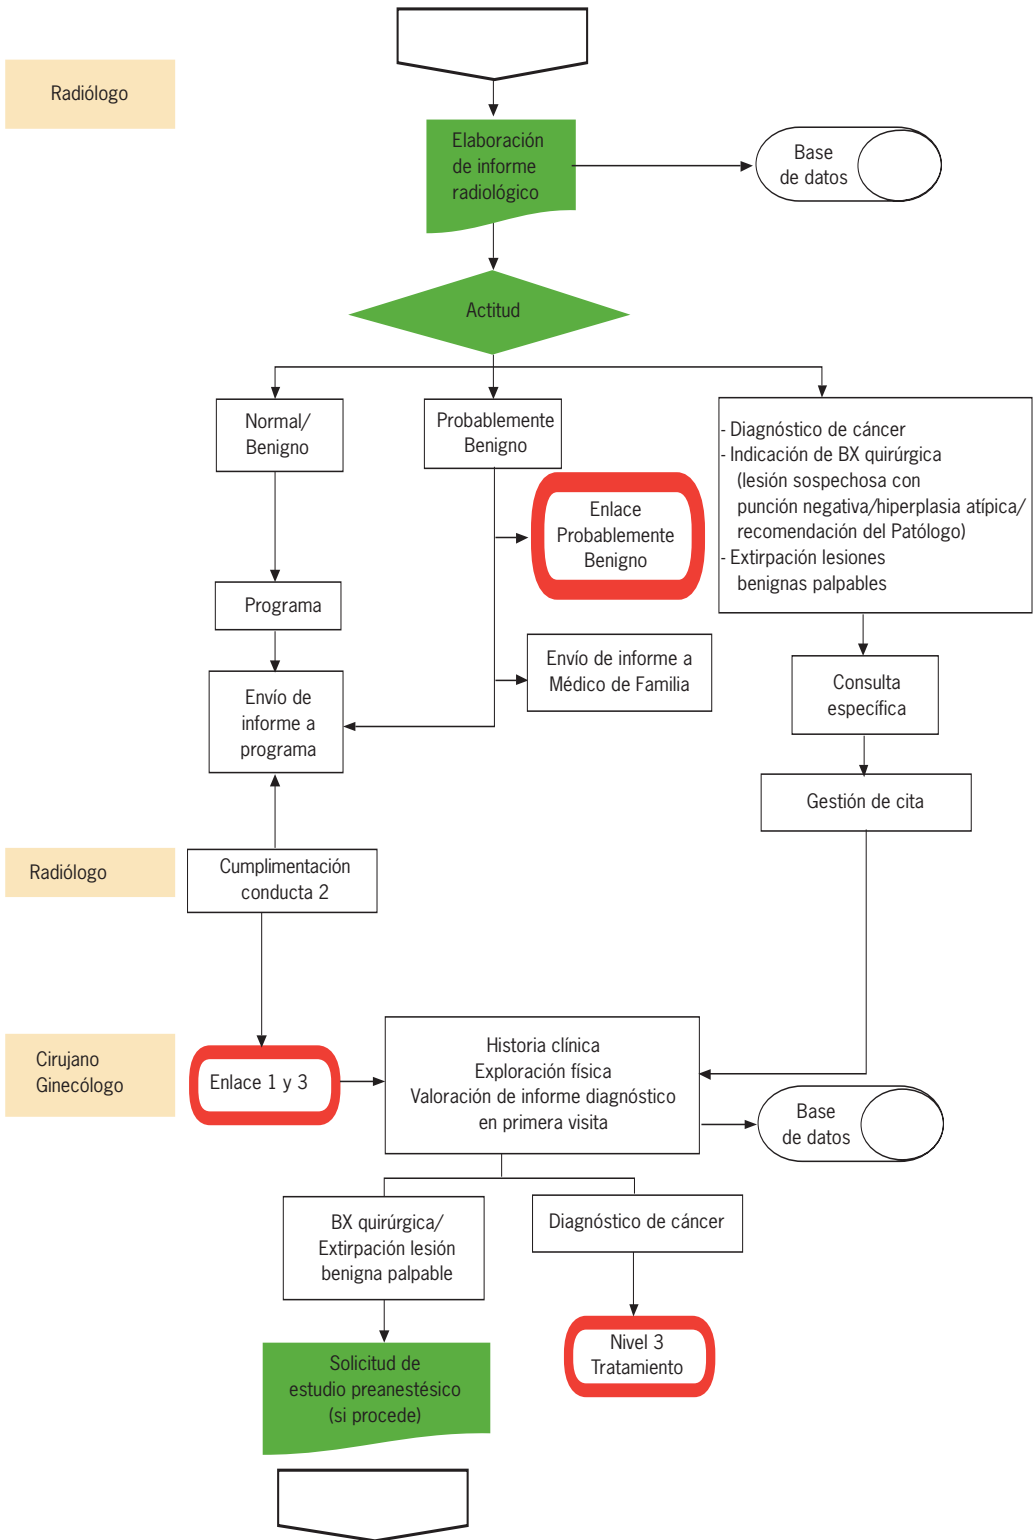 Radiólogo
Elaboración
de informe
radiológico
Base
de datos
Actitud
Normal/
Benigno
Probablemente
Benigno
- Diagnóstico de cáncer
- Indicación de BX quirúrgica
(lesión sospechosa con
punción negativa/hiperplasia atípica/
recomendación del Patólogo)
- Extirpación lesiones
benignas palpables
Enlace
Probablemente
Benigno
Programa
Envío de informe a
Médico de Familia
Envío de
informe a
programa
Consulta
específica
Gestión de cita
Radiólogo
Cumplimentación
conducta 2
Cirujano
Ginecólogo
Enlace 1 y 3
Historia clínica
Exploración física
Valoración de informe diagnóstico
en primera visita
Base
de datos
BX quirúrgica/
Extirpación lesión
benigna palpable
Diagnóstico de cáncer
Nivel 3
Tratamiento
Solicitud de
estudio preanestésico
(si procede)